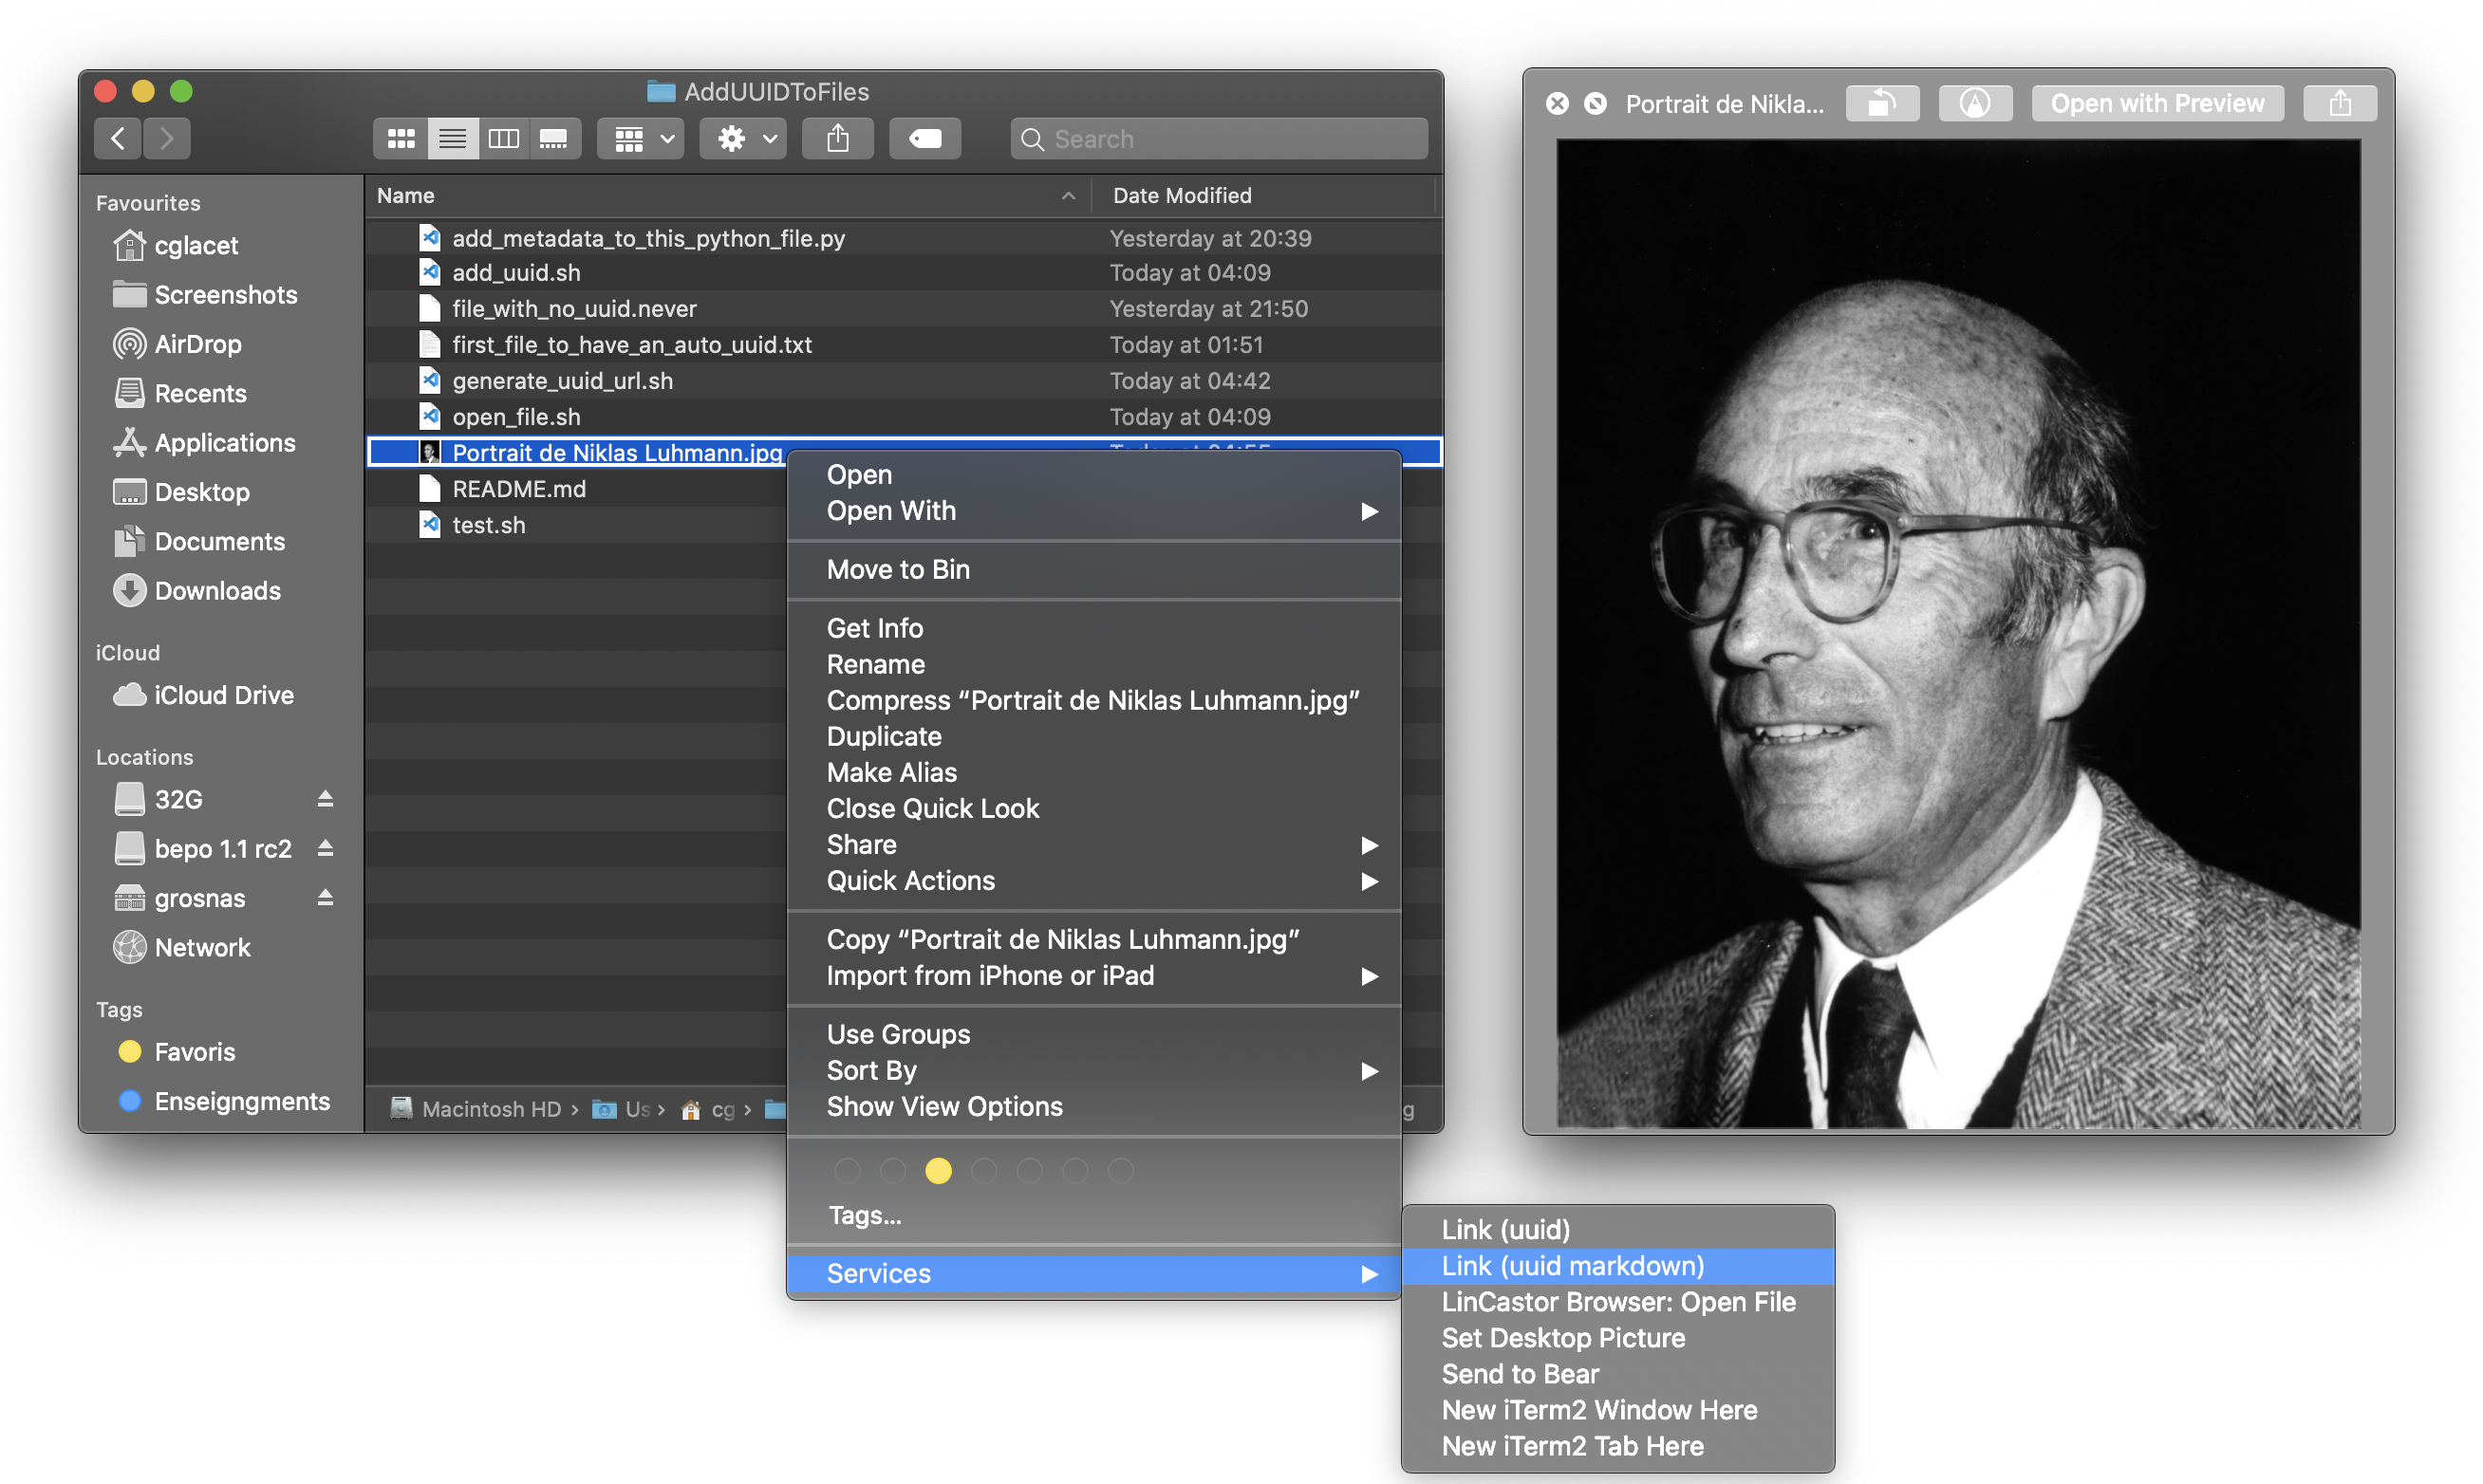 AddUUIDToFiles
Search
Favourites
cglacet
Screenshots
AirDrop
Recents
Applications
Desktop
Documents
Downloads
iCloud
iCloud Drive
Locations
32G
bepo 1.1 rc2
grosnas
Network
Tags
Favoris
Enseigngments
Name Date Modified
add_metadata_to_this_python_file.py Yesterday at 20:39
add_uuid.sh Today at 04:09
file_with_no_uuid.never Yesterday at 21:50
first_file_to_have_an_auto_uuid.txt Today at 01:51
generate_uuid_url.sh Today at 04:42
open_file.sh Today at 04:09
Portrait de Niklas Luhmann.jpg Today at 04:55
README.md
test.sh
Macintosh HD › Us › cg ›
g
Open
Open With
Move to Bin
Get Info
Rename
Compress “Portrait de Niklas Luhmann.jpg”
Duplicate
Make Alias
Close Quick Look
Share
Quick Actions
Copy “Portrait de Niklas Luhmann.jpg”
Import from iPhone or iPad
Use Groups
Sort By
Show View Options
Tags...
Services
Link (uuid)
Link (uuid markdown)
LinCastor Browser: Open File
Set Desktop Picture
Send to Bear
New iTerm2 Window Here
New iTerm2 Tab Here
Portrait de Nikla... Open with Preview